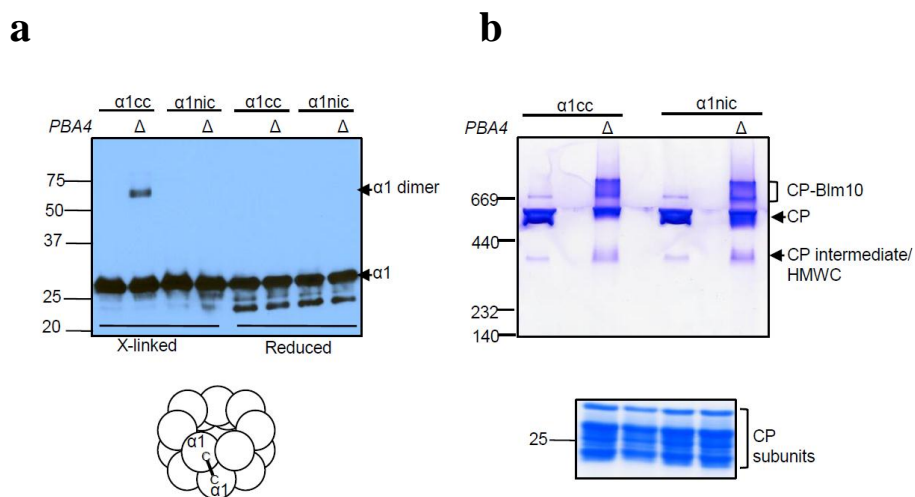 a
α1cc α1nic α1cc α1nic
PBA4 Δ Δ Δ Δ
75
50
37
25
20
α1 dimer
α1
X-linked Reduced
α1
C
C
α1
b
α1cc α1nic
PBA4 Δ Δ
669
440
232
140
CP-Blm10
CP
CP intermediate/
HMWC
25
CP
subunits